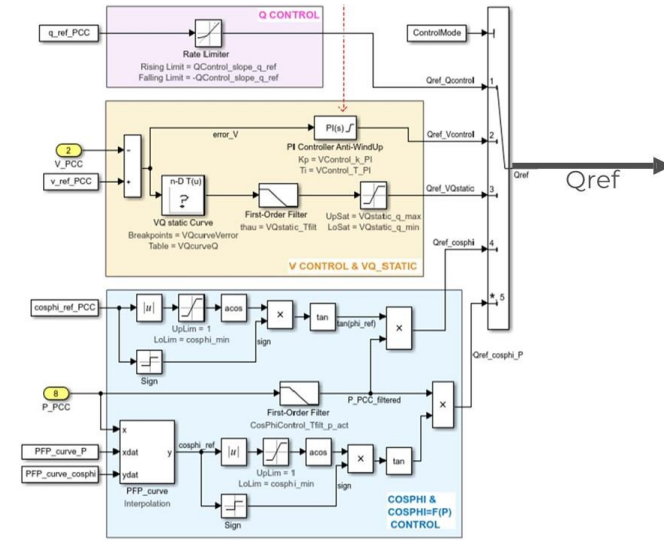 Q CONTROL
q_ref_PCC
Rate Limiter
Rising Limit = QControl_slope_q_ref
Falling Limit = -QControl_slope_q_ref
ControlMode
Qref_Qcontrol
1
error_V
PI(s)
PI Controller Anti-WindUp
Kp = VControl_k_PI
Ti = VControl_T_PI
Qref_Vcontrol
2
2
V_PCC
v_ref_PCC
-
+
n-D T(u)
?
VQ static Curve
Breakpoints = VQcurveVerror
Table = VQcurveQ
First-Order Filter
thau = VQstatic_Tfilt
UpSat = VQstatic_q_max
LoSat = VQstatic_q_min
Qref_VQstatic
3
Qref
Qref
V CONTROL & VQ_STATIC
Qref_cosphi
4
cosphi_ref_PCC
|u|
UpLim = 1
LoLim = cosphi_min
acos
×
tan
tan(phi_ref)
×
sign
Sign
*, 5
Qref_cosphi_P
8
P_PCC
First-Order Filter
CosPhiControl_Tfilt_p_act
P_PCC_filtered
×
PFP_curve_P
PFP_curve_cosphi
x
xdat
ydat
y
PFP_curve
Interpolation
cosphi_ref
|u|
UpLim = 1
LoLim = cosphi_min
acos
×
tan
sign
Sign
COSPHI &
COSPHI=F(P)
CONTROL